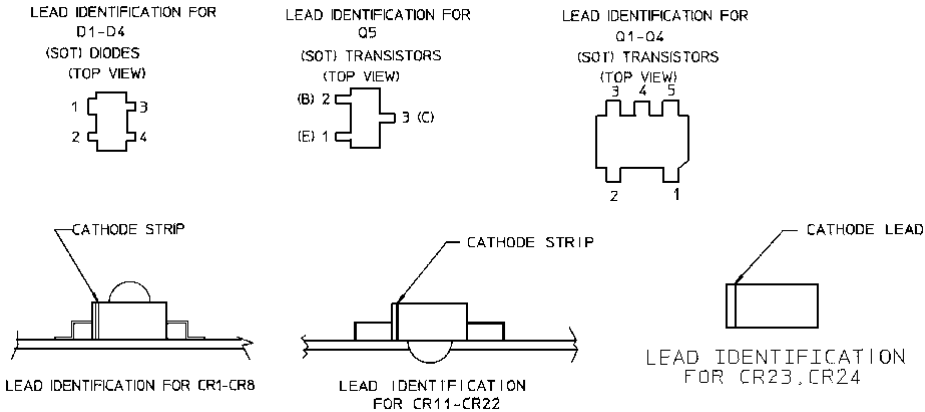 LEAD IDENTIFICATION FOR
D1-D4
(SOT) DIODES
(TOP VIEW)
1
3
2
4
LEAD IDENTIFICATION FOR
Q5
(SOT) TRANSISTORS
(TOP VIEW)
(B) 2
3 (C)
(E) 1
LEAD IDENTIFICATION FOR
Q1-Q4
(SOT) TRANSISTORS
(TOP VIEW)
3 4 5
2 1
CATHODE STRIP
LEAD IDENTIFICATION FOR CR1-CR8
CATHODE STRIP
LEAD IDENTIFICATION
FOR CR11-CR22
CATHODE LEAD
LEAD IDENTIFICATION
FOR CR23,CR24